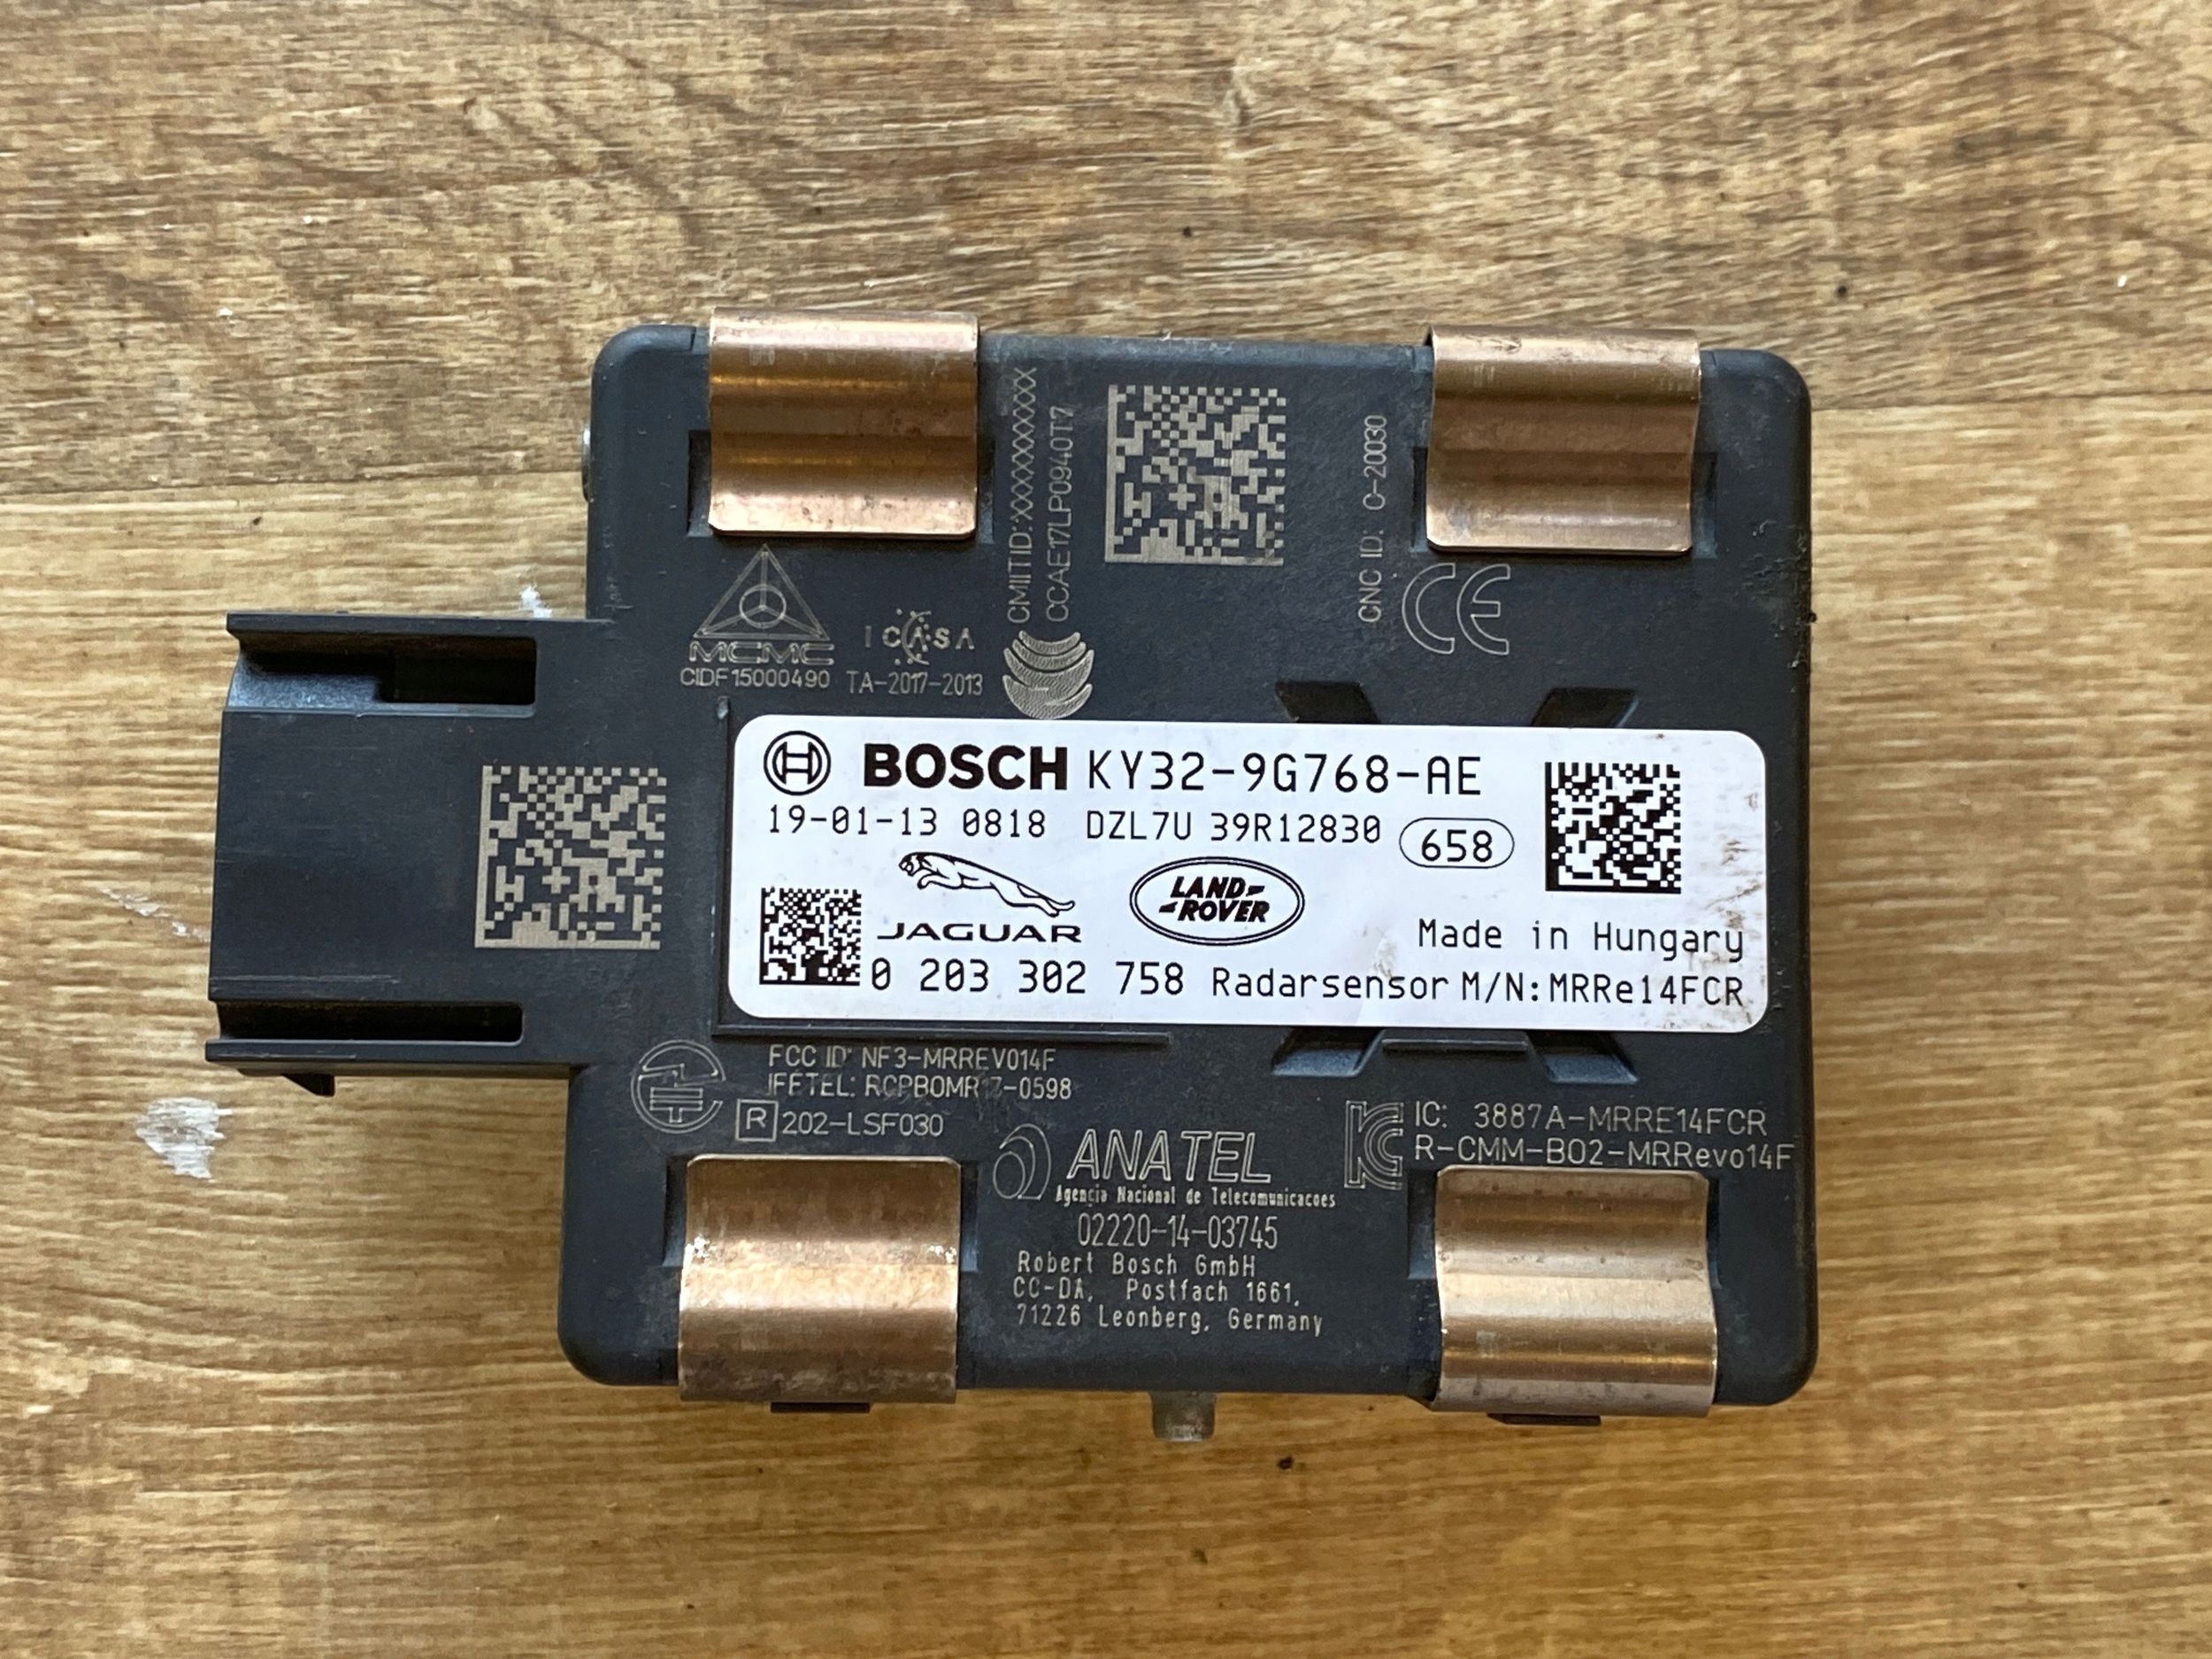 CMIIT ID:XXXXXXXXXX
CCAE17LP0940T7
CNC ID: C-20030
CE
MCMC
CIDF15000490
ICASA
TA-2017-2013
BOSCH KY32-9G768-AE
19-01-13 0818 DZL7U 39R12830 658
JAGUAR
LAND-
-ROVER
Made in Hungary
0 203 302 758 Radarsensor M/N:MRRe14FCR
FCC ID: NF3-MRREVO14F
IFETEL: RCPBOMR17-0598
R 202-LSF030
ANATEL
Agencia Nacional de Telecomunicacoes
02220-14-03745
Robert Bosch GmbH
CC-DA, Postfach 1661,
71226 Leonberg, Germany
IC: 3887A-MRRE14FCR
R-CMM-B02-MRRevo14F